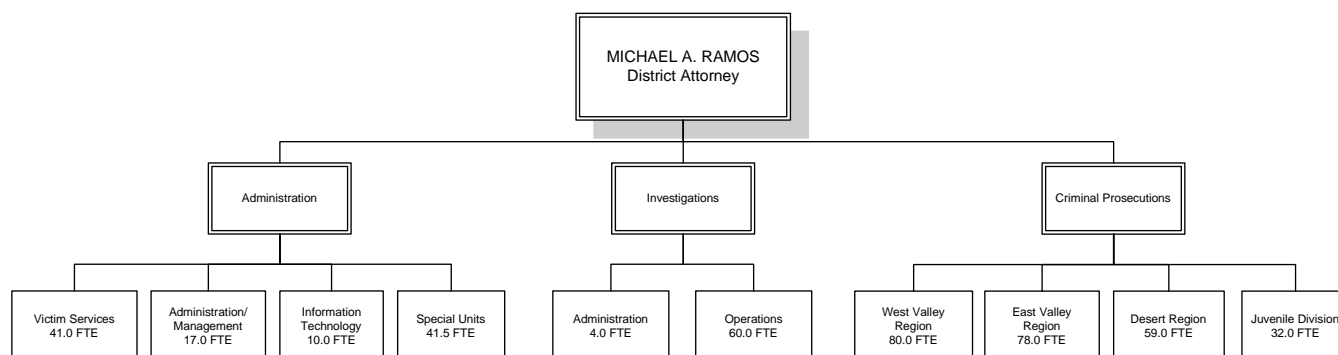 MICHAEL A. RAMOS
District Attorney
Administration
Investigations
Criminal Prosecutions
Victim Services
41.0 FTE
Administration/
Management
17.0 FTE
Information
Technology
10.0 FTE
Special Units
41.5 FTE
Administration
4.0 FTE
Operations
60.0 FTE
West Valley
Region
80.0 FTE
East Valley
Region
78.0 FTE
Desert Region
59.0 FTE
Juvenile Division
32.0 FTE